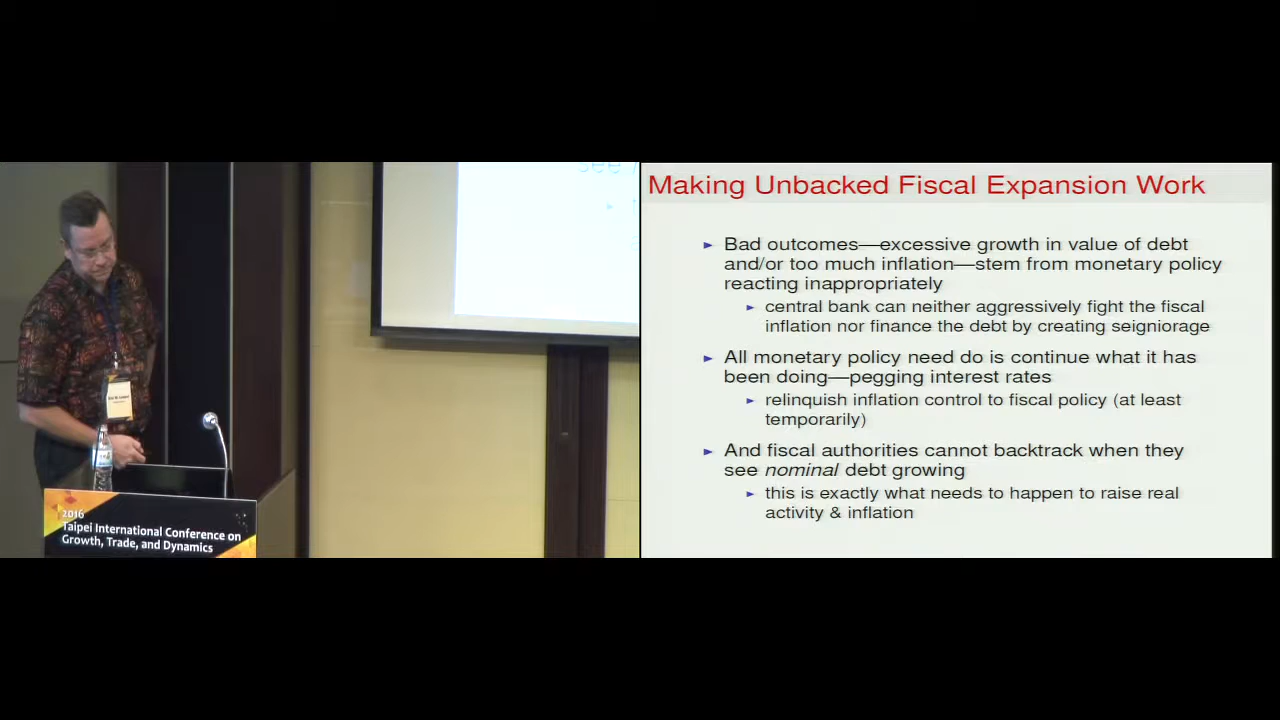 see
2016
Taipei International Conference on
Growth, Trade, and Dynamics
Making Unbacked Fiscal Expansion Work
Bad outcomes—excessive growth in value of debt
and/or too much inflation—stem from monetary policy
reacting inappropriately
central bank can neither aggressively fight the fiscal
inflation nor finance the debt by creating seigniorage
All monetary policy need do is continue what it has
been doing—pegging interest rates
relinquish inflation control to fiscal policy (at least
temporarily)
And fiscal authorities cannot backtrack when they
see nominal debt growing
this is exactly what needs to happen to raise real
activity & inflation